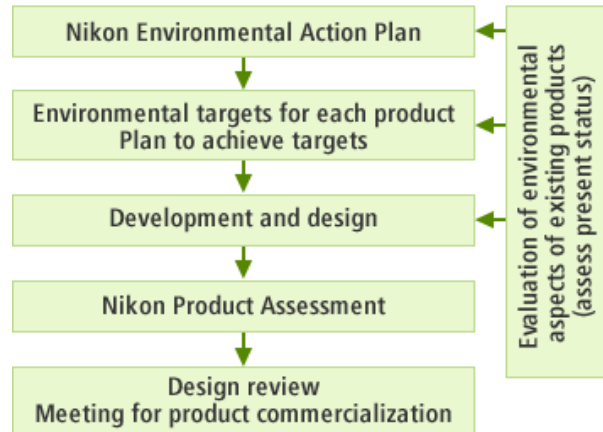 Nikon Environmental Action Plan
Environmental targets for each product
Plan to achieve targets
Development and design
Nikon Product Assessment
Design review
Meeting for product commercialization
Evaluation of environmental
aspects of existing products
(assess present status)